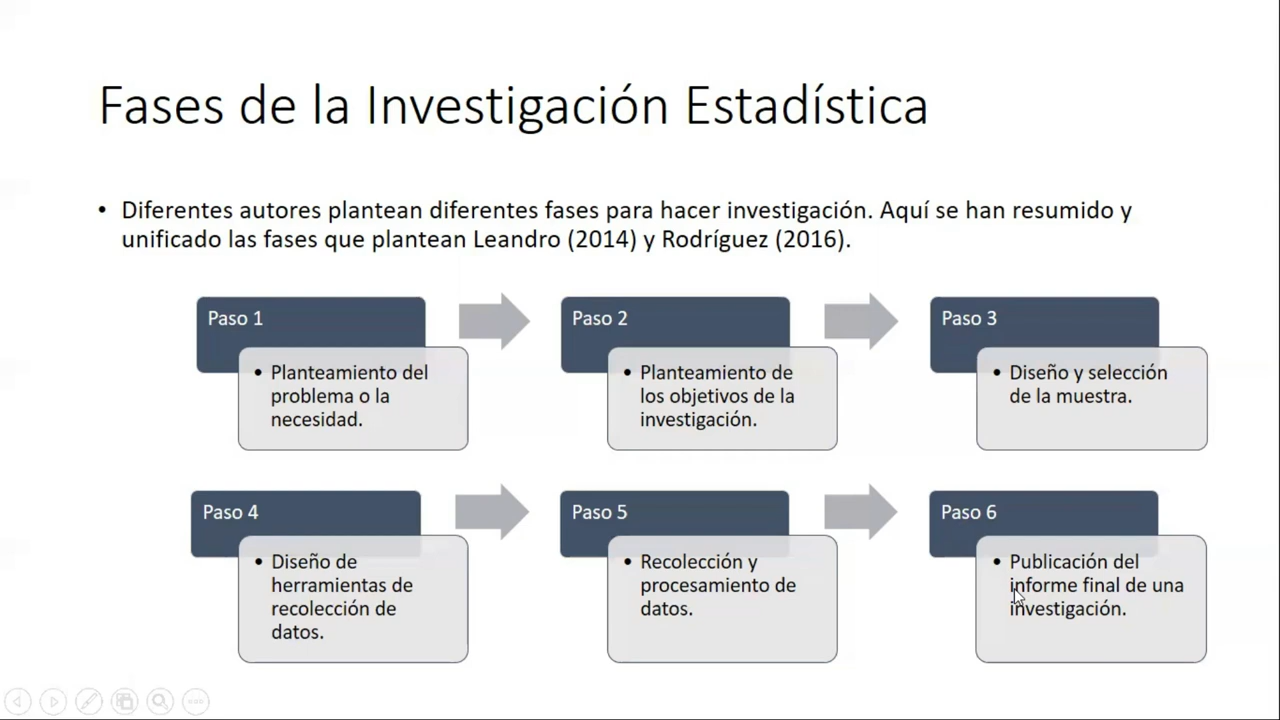 Fases de la Investigación Estadística
• Diferentes autores plantean diferentes fases para hacer investigación. Aquí se han resumido y
unificado las fases que plantean Leandro (2014) y Rodríguez (2016).
Paso 1
• Planteamiento del
problema o la
necesidad.
Paso 2
• Planteamiento de
los objetivos de la
investigación.
Paso 3
• Diseño y selección
de la muestra.
Paso 4
• Diseño de
herramientas de
recolección de
datos.
Paso 5
• Recolección y
procesamiento de
datos.
Paso 6
• Publicación del
informe final de una
investigación.